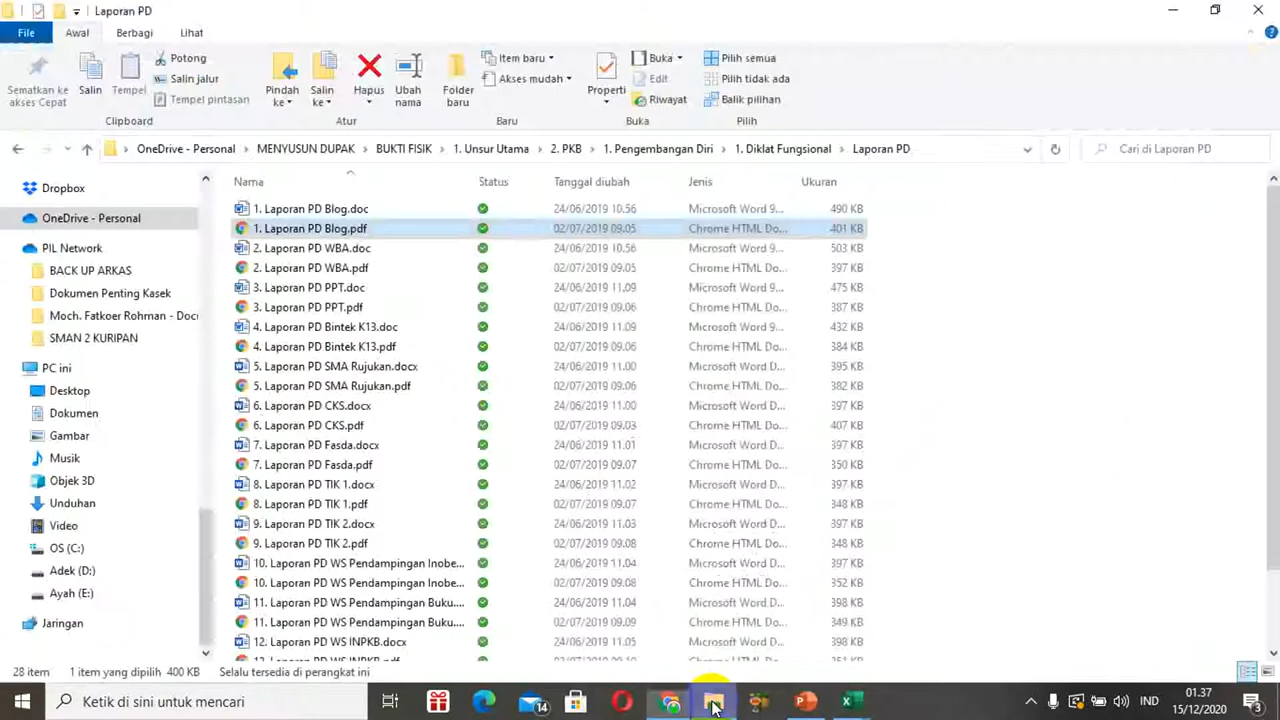 Laporan PD
File Awal Berbagi Lihat
Sematkan ke akses Cepat
Salin
Tempel
Potong
Salin jalur
Tempel pintasan
Clipboard
Pindah ke
Salin ke
Hapus
Ubah nama
Atur
Folder baru
Item baru
Akses mudah
Baru
Properti
Buka
Edit
Riwayat
Buka
Pilih semua
Pilih tidak ada
Balik pilihan
Pilih
OneDrive - Personal > MENYUSUN DUPAK > BUKTI FISIK > 1. Unsur Utama > 2. PKB > 1. Pengembangan Diri > 1. Diklat Fungsional > Laporan PD
Cari di Laporan PD
Dropbox
OneDrive - Personal
PIL Network
BACK UP ARKAS
Dokumen Penting Kasek
Moch. Fatkoer Rohman - Docu
SMAN 2 KURIPAN
PC ini
Desktop
Dokumen
Gambar
Musik
Objek 3D
Unduhan
Video
OS (C:)
Adek (D:)
Ayah (E:)
Jaringan
Nama Status Tanggal diubah Jenis Ukuran
1. Laporan PD Blog.doc 24/06/2019 10.56 Microsoft Word 9... 490 KB
1. Laporan PD Blog.pdf 02/07/2019 09.05 Chrome HTML Do... 401 KB
2. Laporan PD WBA.doc 24/06/2019 10.56 Microsoft Word 9... 503 KB
2. Laporan PD WBA.pdf 02/07/2019 09.05 Chrome HTML Do... 397 KB
3. Laporan PD PPT.doc 24/06/2019 11.09 Microsoft Word 9... 475 KB
3. Laporan PD PPT.pdf 02/07/2019 09.06 Chrome HTML Do... 387 KB
4. Laporan PD Bintek K13.doc 24/06/2019 11.09 Microsoft Word 9... 432 KB
4. Laporan PD Bintek K13.pdf 02/07/2019 09.06 Chrome HTML Do... 384 KB
5. Laporan PD SMA Rujukan.docx 24/06/2019 11.00 Microsoft Word D... 395 KB
5. Laporan PD SMA Rujukan.pdf 02/07/2019 09.06 Chrome HTML Do... 382 KB
6. Laporan PD CKS.docx 24/06/2019 11.00 Microsoft Word D... 397 KB
6. Laporan PD CKS.pdf 02/07/2019 09.03 Chrome HTML Do... 407 KB
7. Laporan PD Fasda.docx 24/06/2019 11.01 Microsoft Word D... 397 KB
7. Laporan PD Fasda.pdf 02/07/2019 09.07 Chrome HTML Do... 350 KB
8. Laporan PD TIK 1.docx 24/06/2019 11.02 Microsoft Word D... 397 KB
8. Laporan PD TIK 1.pdf 02/07/2019 09.07 Chrome HTML Do... 348 KB
9. Laporan PD TIK 2.docx 24/06/2019 11.03 Microsoft Word D... 397 KB
9. Laporan PD TIK 2.pdf 02/07/2019 09.08 Chrome HTML Do... 348 KB
10. Laporan PD WS Pendampingan Inobe... 24/06/2019 11.04 Microsoft Word D... 397 KB
10. Laporan PD WS Pendampingan Inobe... 02/07/2019 09.08 Chrome HTML Do... 352 KB
11. Laporan PD WS Pendampingan Buku.... 24/06/2019 11.04 Microsoft Word D... 398 KB
11. Laporan PD WS Pendampingan Buku.... 02/07/2019 09.09 Chrome HTML Do... 349 KB
12. Laporan PD WS INPKB.docx 24/06/2019 11.05 Microsoft Word D... 398 KB
28 item 1 item yang dipilih 400 KB Selalu tersedia di perangkat ini
Ketik di sini untuk mencari
14
IND
01.37
15/12/2020
3